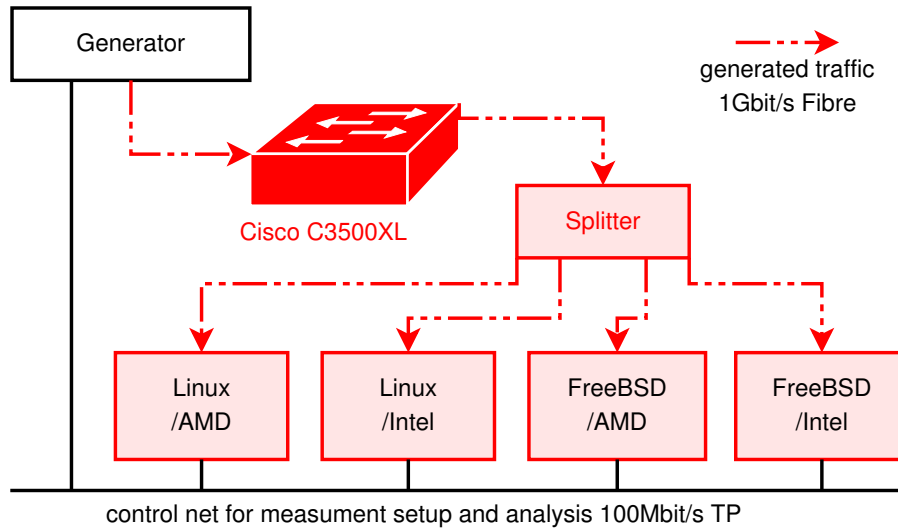 Generator
generated traffic
1Gbit/s Fibre
Cisco C3500XL
Splitter
Linux
/AMD
Linux
/Intel
FreeBSD
/AMD
FreeBSD
/Intel
control net for measument setup and analysis 100Mbit/s TP